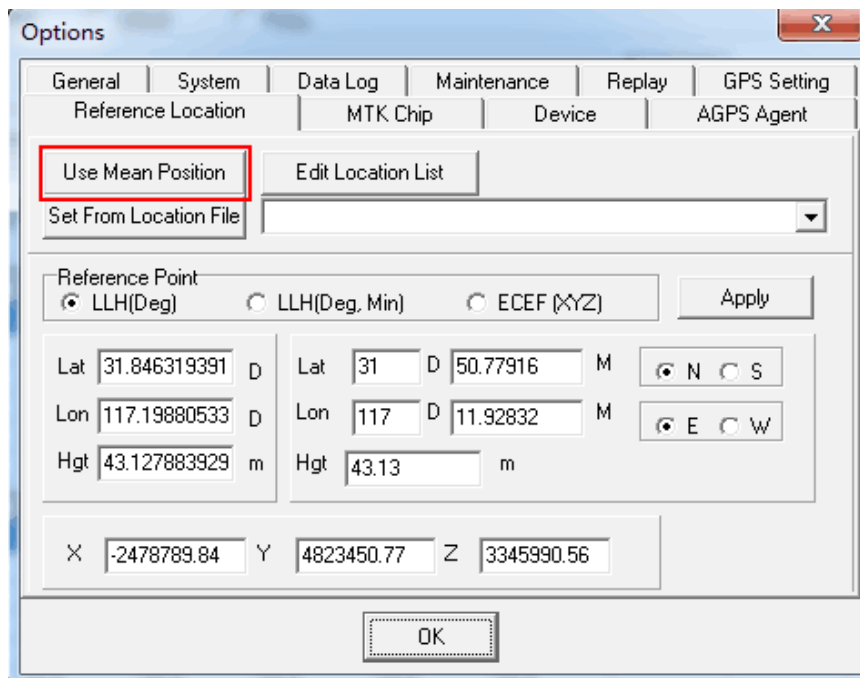 Options
General System Data Log Maintenance Replay GPS Setting
Reference Location MTK Chip Device AGPS Agent
Use Mean Position Edit Location List
Set From Location File
Reference Point
LLH(Deg) LLH(Deg, Min) ECEF (XYZ) Apply
Lat 31.846319391 D Lat 31 D 50.77916 M N S
Lon 117.19880533 D Lon 117 D 11.92832 M E W
Hgt 43.127883929 m Hgt 43.13 m
X -2478789.84 Y 4823450.77 Z 3345990.56
OK